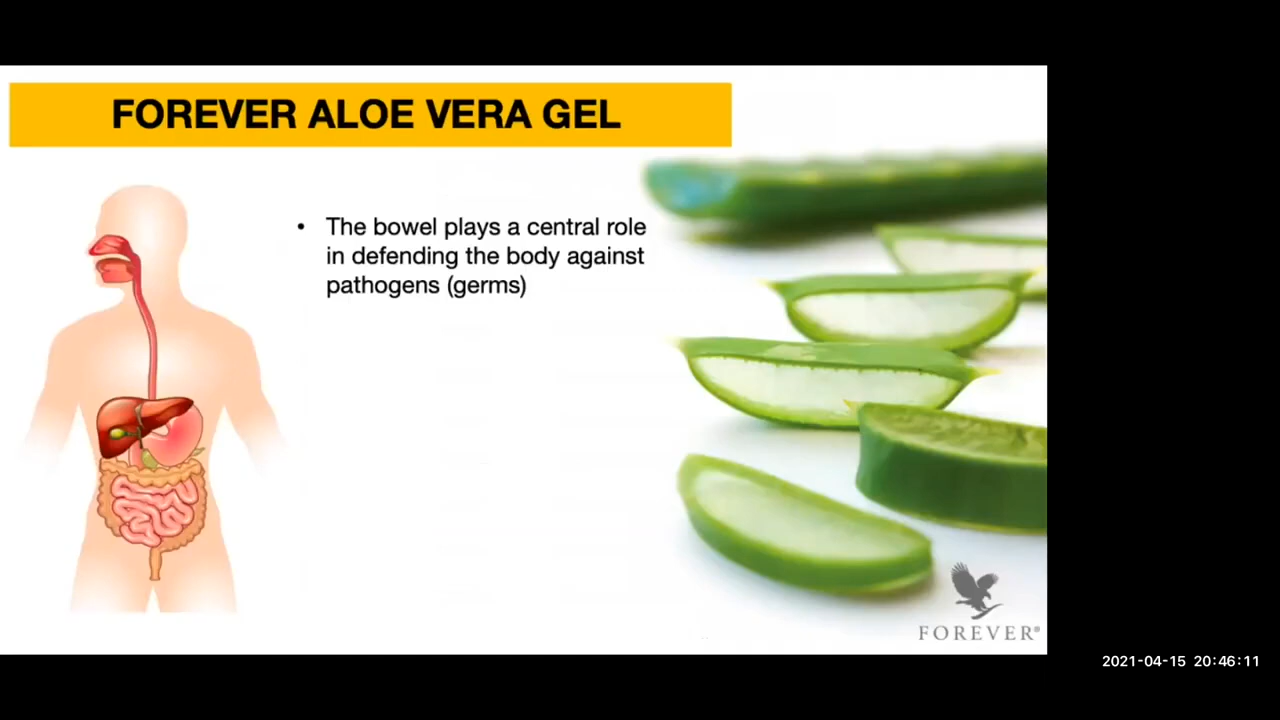 FOREVER ALOE VERA GEL
• The bowel plays a central role
in defending the body against
pathogens (germs)
FOREVER®
2021-04-15 20:46:11